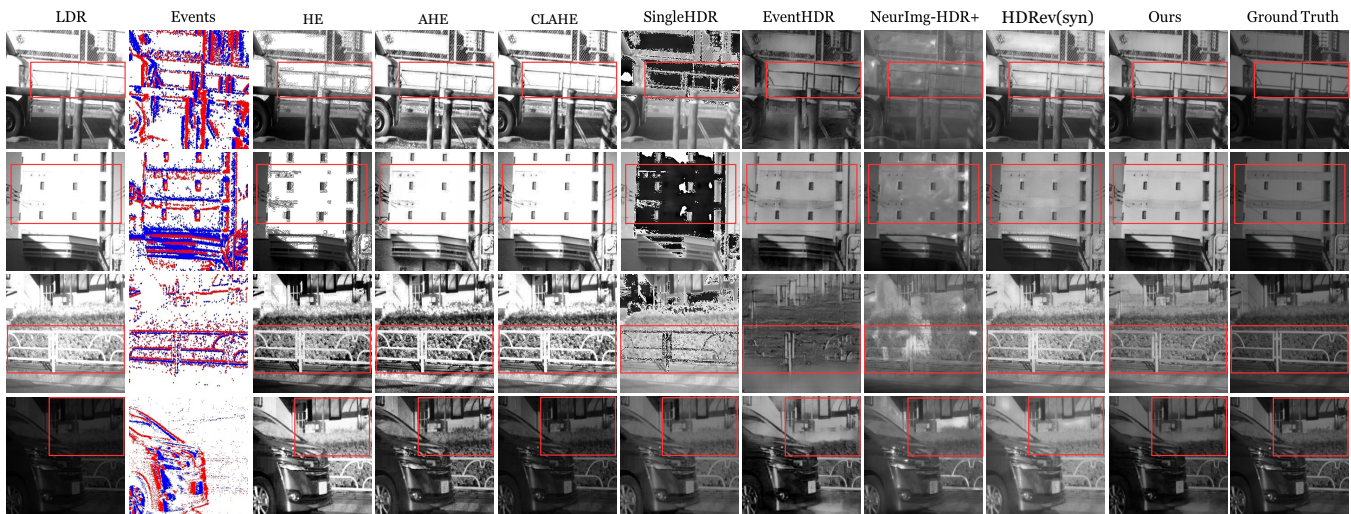 LDR Events HE AHE CLAHE SingleHDR EventHDR NeurImg-HDR+ HDRev(syn) Ours Ground Truth